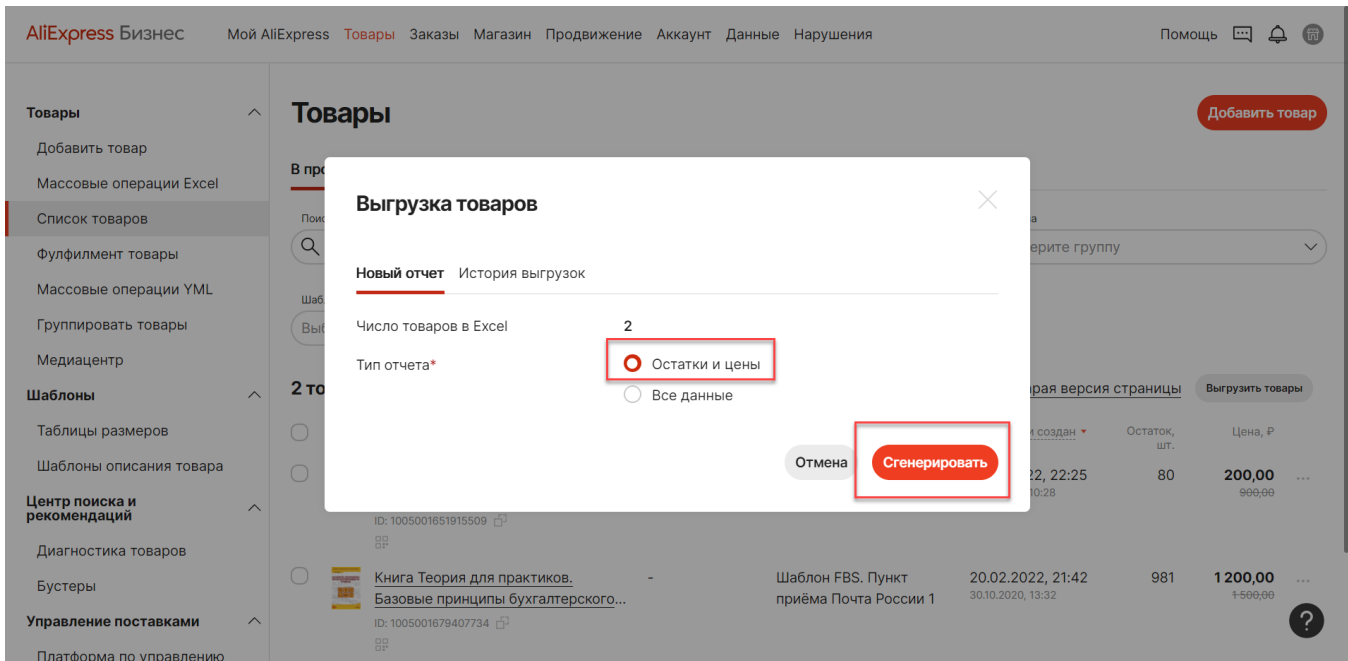 AliExpress Бизнес
Мой AliExpress Товары Заказы Магазин Продвижение Аккаунт Данные Нарушения
Помощь
Товары
Добавить товар
Массовые операции Excel
Список товаров
Фулфилмент товары
Массовые операции YML
Группировать товары
Медиацентр
Шаблоны
Таблицы размеров
Шаблоны описания товара
Центр поиска и
рекомендаций
Диагностика товаров
Бустеры
Управление поставками
Платформа по управлению
Товары
Добавить товар
Выгрузка товаров
Новый отчет История выгрузок
Число товаров в Excel 2
Тип отчета*
Остатки и цены
Все данные
Отмена
Сгенерировать
группу
версия страницы
Выгрузить товары
создан
Остаток,
шт.
Цена, ₽
22:25
10:28
80
200,00
900,00
ID: 1005001651915509
Книга Теория для практиков.
Базовые принципы бухгалтерского...
ID: 1005001679407734
-
Шаблон FBS. Пункт
приёма Почта России 1
20.02.2022, 21:42
30.10.2020, 13:32
981
1 200,00
1 500,00
?